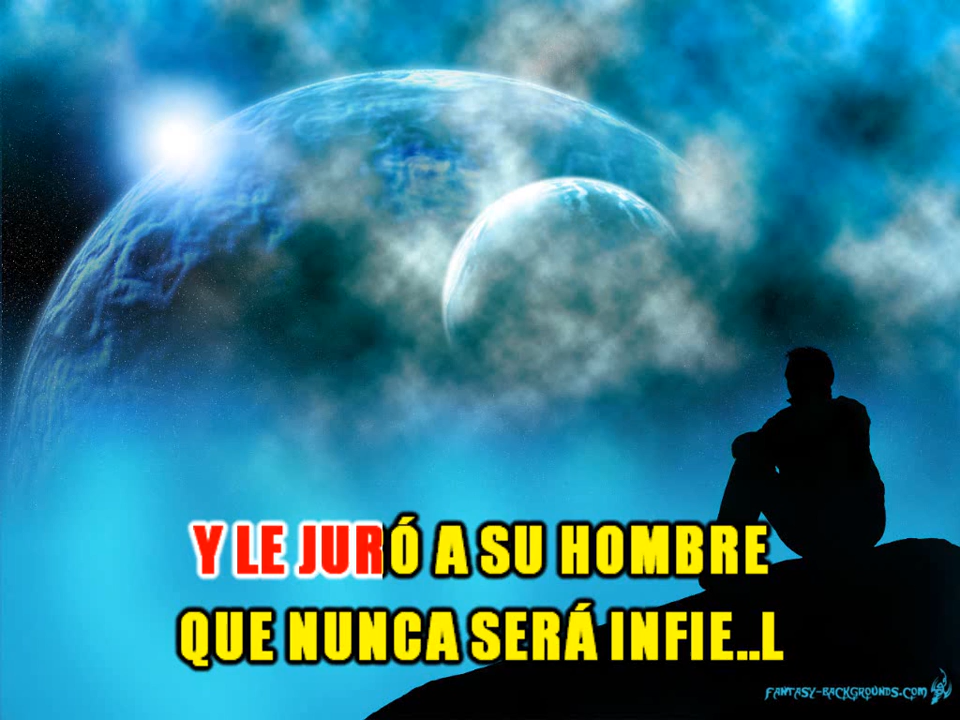 Y LE JURÓ A SU HOMBRE
QUE NUNCA SERÁ INFIE..L
FANTASY-BACKGROUNDS.COM